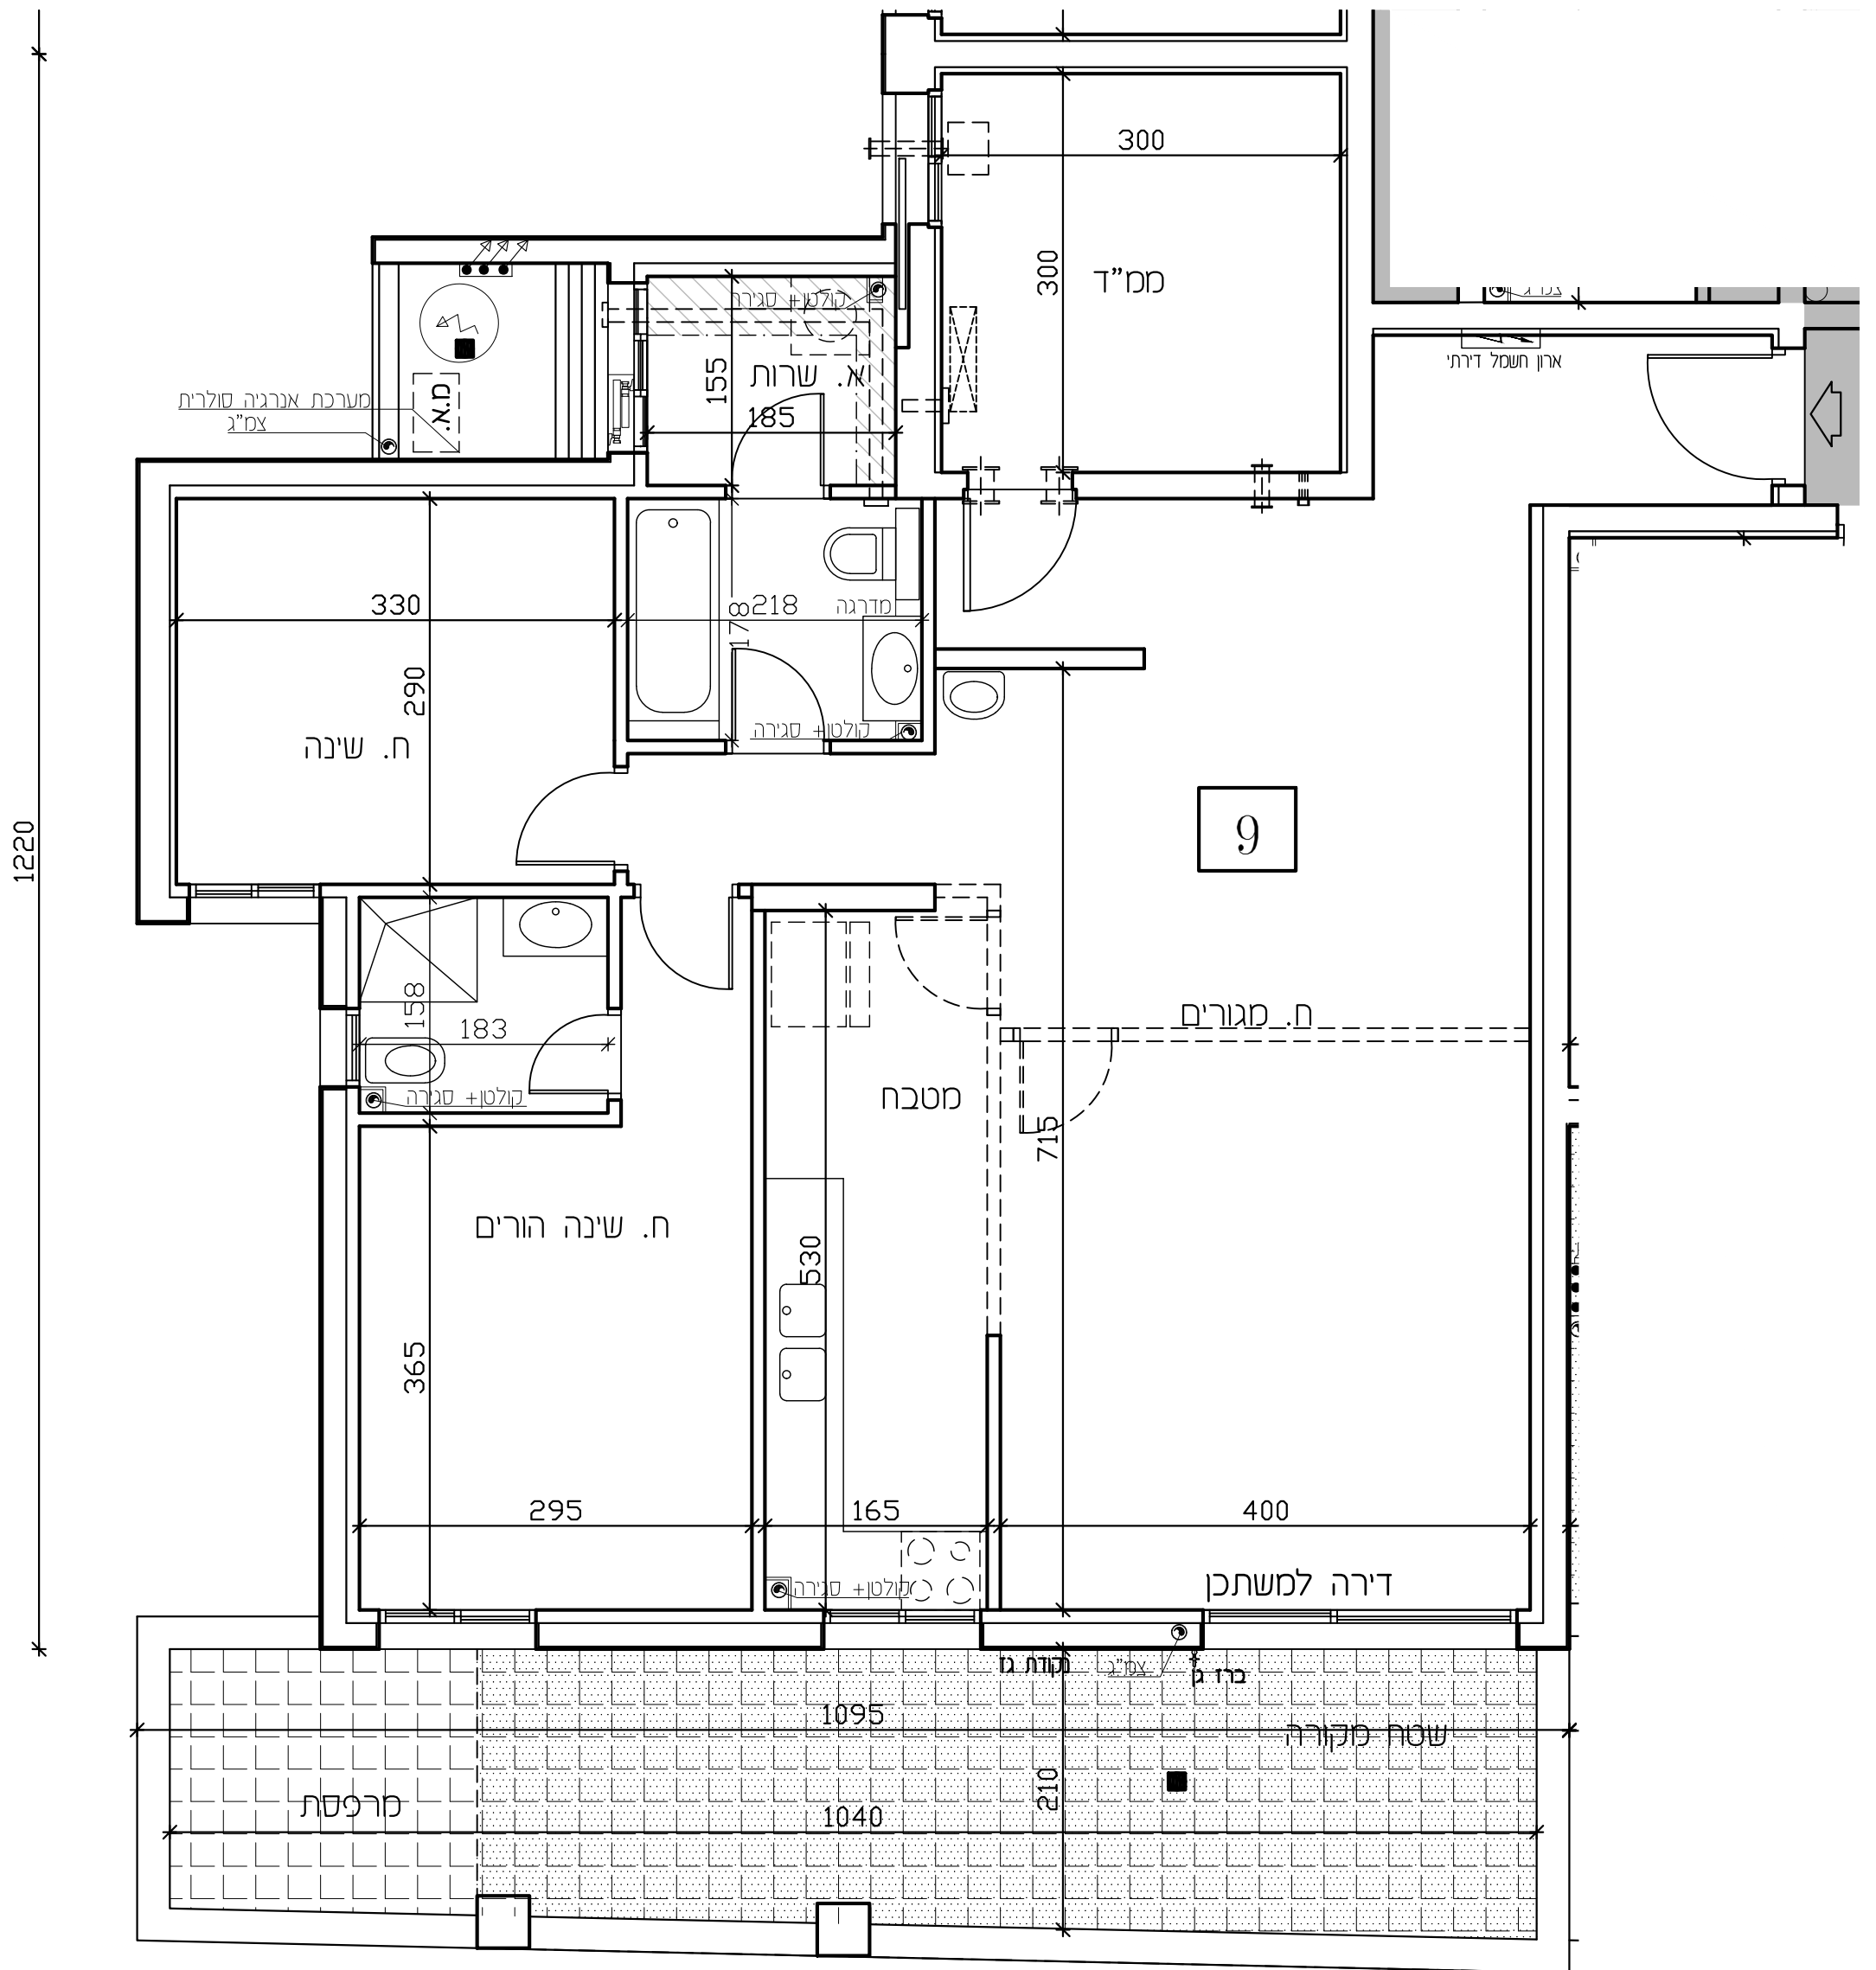 300
300
ממ"ד
צמ"ג
ארון חשמל דירתי
קולטן+ סגירה
א. שרות
155
185
מ.א.
מערכת אנרגיה סולרית
צמ"ג
330
290
ח. שינה
218
178
מדרגה
קולטן+ סגירה
9
1220
158
183
קולטן+ סגירה
ח. מגורים
מטבח
715
ח. שינה הורים
530
365
295
165
400
קולטן+ סגירה
דירה למשתכן
נקודת גז
צמ"ג
ברז גן
1095
שטח מקורה
210
מרפסת
1040